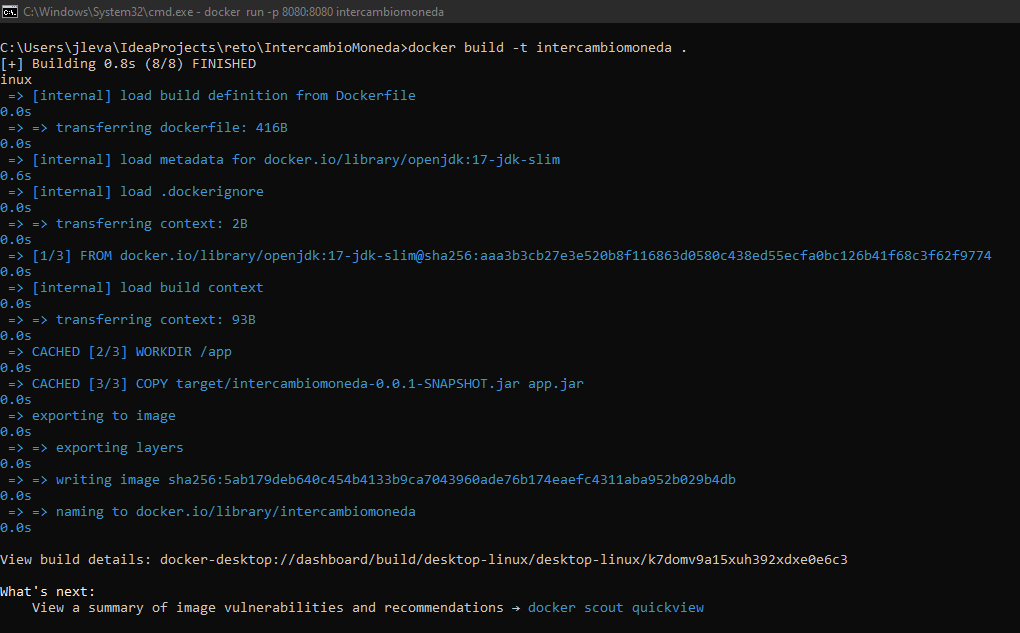 C:\Windows\System32\cmd.exe - docker run -p 8080:8080 intercambiomoneda
C:\Users\jleva\IdeaProjects\reto\IntercambioMoneda>docker build -t intercambiomoneda .
[+] Building 0.8s (8/8) FINISHED
inux
=> [internal] load build definition from Dockerfile
0.0s
=> => transferring dockerfile: 416B
0.0s
=> [internal] load metadata for docker.io/library/openjdk:17-jdk-slim
0.6s
=> [internal] load .dockerignore
0.0s
=> => transferring context: 2B
0.0s
=> [1/3] FROM docker.io/library/openjdk:17-jdk-slim@sha256:aaa3b3cb27e3e520b8f116863d0580c438ed55ecfa0bc126b41f68c3f62f9774
0.0s
=> [internal] load build context
0.0s
=> => transferring context: 93B
0.0s
=> CACHED [2/3] WORKDIR /app
0.0s
=> CACHED [3/3] COPY target/intercambiomoneda-0.0.1-SNAPSHOT.jar app.jar
0.0s
=> exporting to image
0.0s
=> => exporting layers
0.0s
=> => writing image sha256:5ab179deb640c454b4133b9ca7043960ade76b174eaefc4311aba952b029b4db
0.0s
=> => naming to docker.io/library/intercambiomoneda
0.0s
View build details: docker-desktop://dashboard/build/desktop-linux/desktop-linux/k7domv9a15xuh392xdxe0e6c3
What's next:
View a summary of image vulnerabilities and recommendations → docker scout quickview